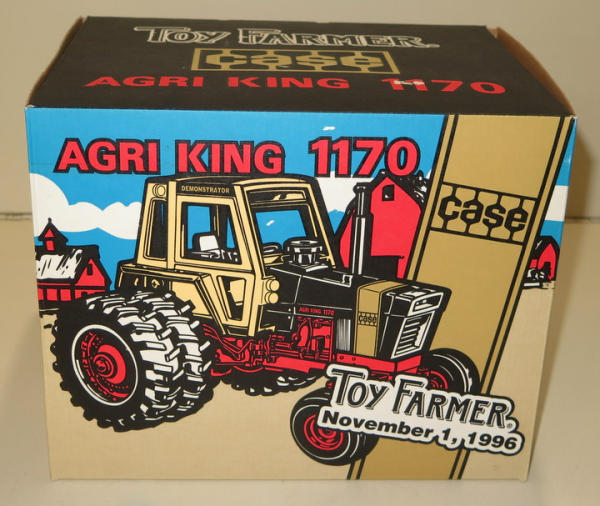 TOY FARMER®
case
AGRI KING 1170
AGRI KING 1170
DEMONSTRATOR
case
AGRI KING 1170
case
TOY FARMER®
November 1, 1996